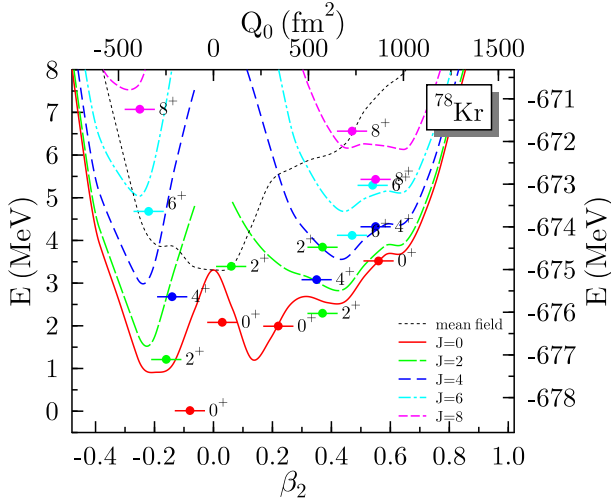 Q₀ (fm²)
-500 0 500 1000 1500
8
7
6
5
4
3
2
1
0
E (MeV)
-671
-672
-673
-674
-675
-676
-677
-678
E (MeV)
⁷⁸Kr
8⁺
8⁺
8⁺
6⁺
6⁺
6⁺
4⁺
2⁺
0⁺
2⁺
4⁺
4⁺
0⁺
0⁺
2⁺
2⁺
0⁺
mean field
J=0
J=2
J=4
J=6
J=8
-0.4 -0.2 0.0 0.2 0.4 0.6 0.8 1.0
β₂